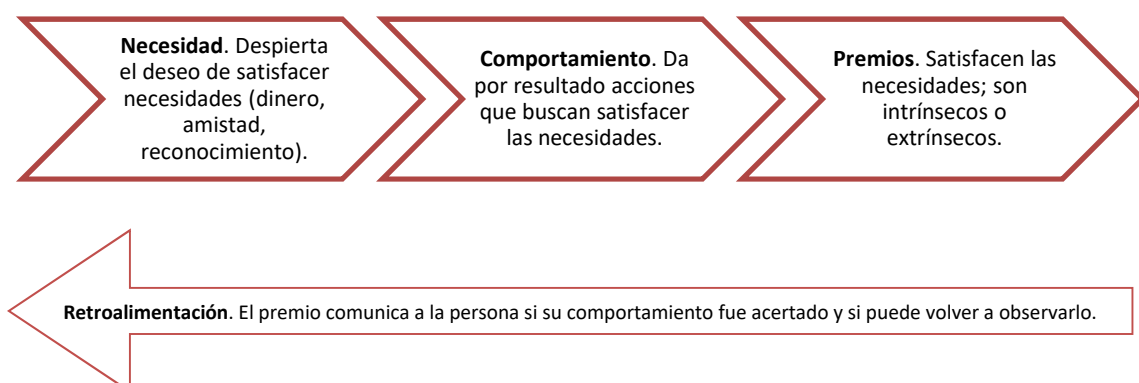 Necesidad. Despierta
el deseo de satisfacer
necesidades (dinero,
amistad,
reconocimiento).
Comportamiento. Da
por resultado acciones
que buscan satisfacer
las necesidades.
Premios. Satisfacen las
necesidades; son
intrínsecos o
extrínsecos.
Retroalimentación. El premio comunica a la persona si su comportamiento fue acertado y si puede volver a observarlo.